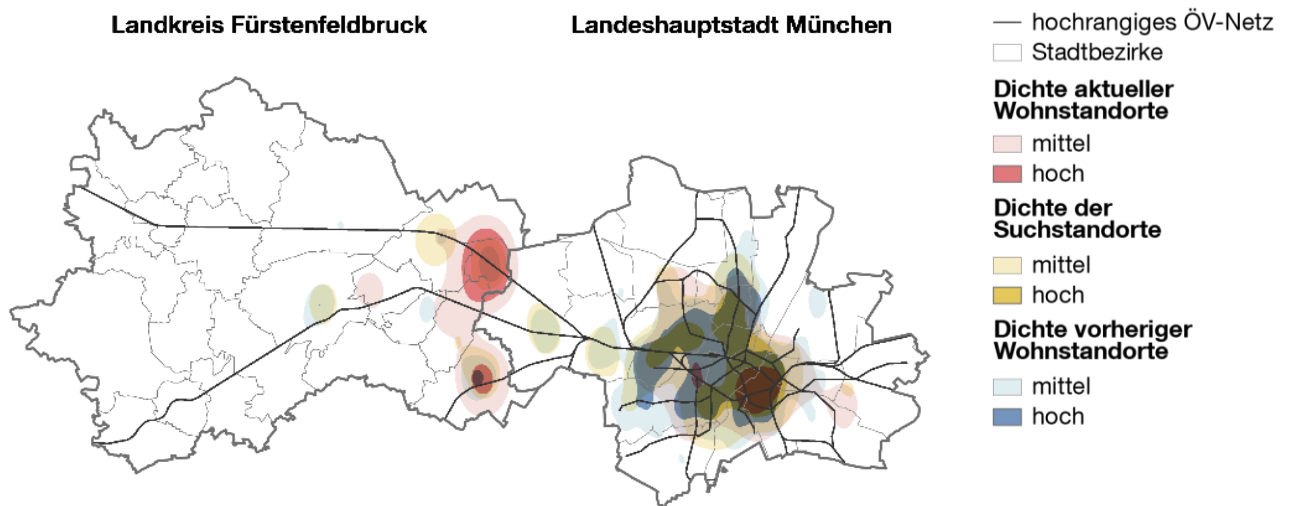 Landkreis Fürstenfeldbruck
Landeshauptstadt München
hochrangiges ÖV-Netz
Stadtbezirke
Dichte aktueller
Wohnstandorte
mittel
hoch
Dichte der
Suchstandorte
mittel
hoch
Dichte vorheriger
Wohnstandorte
mittel
hoch